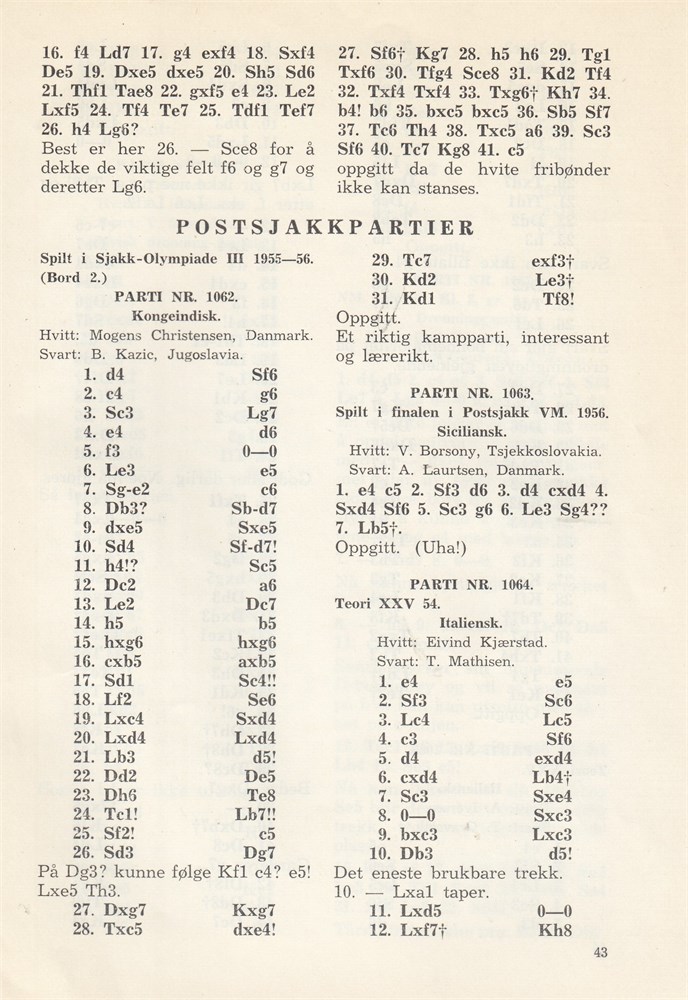 16. f4 Ld7 17. g4 exf4 18. Sxf4
De5 19. Dxe5 dxe5 20. Sh5 Sd6
21. Thf1 Tae8 22. gxf5 e4 23. Le2
Lxf5 24. Tf4 Te7 25. Tdf1 Tef7
26. h4 Lg6?
Best er her 26. — Sce8 for å
dekke de viktige felt f6 og g7 og
deretter Lg6.
27. Sf6† Kg7 28. h5 h6 29. Tg1
Txf6 30. Tfg4 Sce8 31. Kd2 Tf4
32. Txf4 Txf4 33. Txg6† Kh7 34.
b4! b6 35. bxc5 bxc5 36. Sb5 Sf7
37. Tc6 Th4 38. Txc5 a6 39. Sc3
Sf6 40. Tc7 Kg8 41. c5
oppgitt da de hvite fribønder
ikke kan stanses.
POSTSJAKKPARTIER
Spilt i Sjakk-Olympiade III 1955—56.
(Bord 2.)
PARTI NR. 1062.
Kongeindisk.
Hvitt: Mogens Christensen, Danmark.
Svart: B. Kazic, Jugoslavia.
1. d4 Sf6
2. c4 g6
3. Sc3 Lg7
4. e4 d6
5. f3 0—0
6. Le3 e5
7. Sg-e2 c6
8. Db3? Sb-d7
9. dxe5 Sxe5
10. Sd4 Sf-d7!
11. h4!? Sc5
12. Dc2 a6
13. Le2 Dc7
14. h5 b5
15. hxg6 hxg6
16. cxb5 axb5
17. Sd1 Sc4!!
18. Lf2 Se6
19. Lxc4 Sxd4
20. Lxd4 Lxd4
21. Lb3 d5!
22. Dd2 De5
23. Dh6 Te8
24. Tc1! Lb7!!
25. Sf2! c5
26. Sd3 Dg7
På Dg3? kunne følge Kf1 c4? e5!
Lxe5 Th3.
27. Dxg7 Kxg7
28. Txc5 dxe4!
29. Tc7 exf3†
30. Kd2 Le3†
31. Kd1 Tf8!
Oppgitt.
Et riktig kampparti, interessant
og lærerikt.
PARTI NR. 1063.
Spilt i finalen i Postsjakk VM. 1956.
Siciliansk.
Hvitt: V. Borsony, Tsjekkoslovakia.
Svart: A. Laurtsen, Danmark.
1. e4 c5 2. Sf3 d6 3. d4 cxd4 4.
Sxd4 Sf6 5. Sc3 g6 6. Le3 Sg4??
7. Lb5†.
Oppgitt. (Uha!)
PARTI NR. 1064.
Teori XXV 54.
Italiensk.
Hvitt: Eivind Kjærstad.
Svart: T. Mathisen.
1. e4 e5
2. Sf3 Sc6
3. Lc4 Lc5
4. c3 Sf6
5. d4 exd4
6. cxd4 Lb4†
7. Sc3 Sxe4
8. 0—0 Sxc3
9. bxc3 Lxc3
10. Db3 d5!
Det eneste brukbare trekk.
10. — Lxa1 taper.
11. Lxd5 0—0
12. Lxf7† Kh8
43